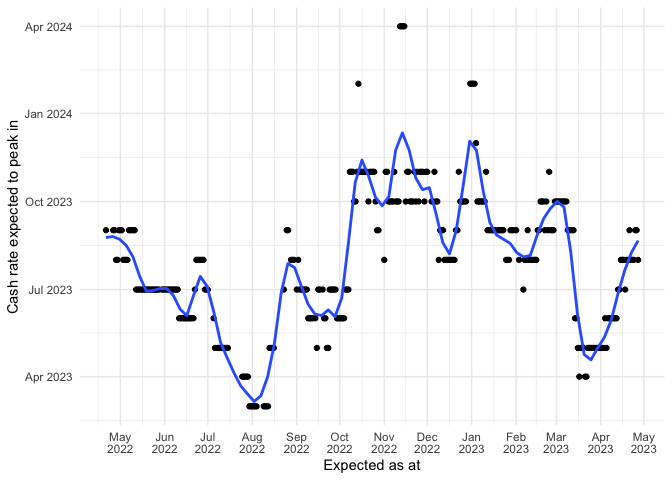 Apr 2024
Jan 2024
Oct 2023
Jul 2023
Apr 2023
Cash rate expected to peak in
May Jun Jul Aug Sep Oct Nov Dec Jan Feb Mar Apr May
2022 2022 2022 2022 2022 2022 2022 2022 2023 2023 2023 2023 2023
Expected as at